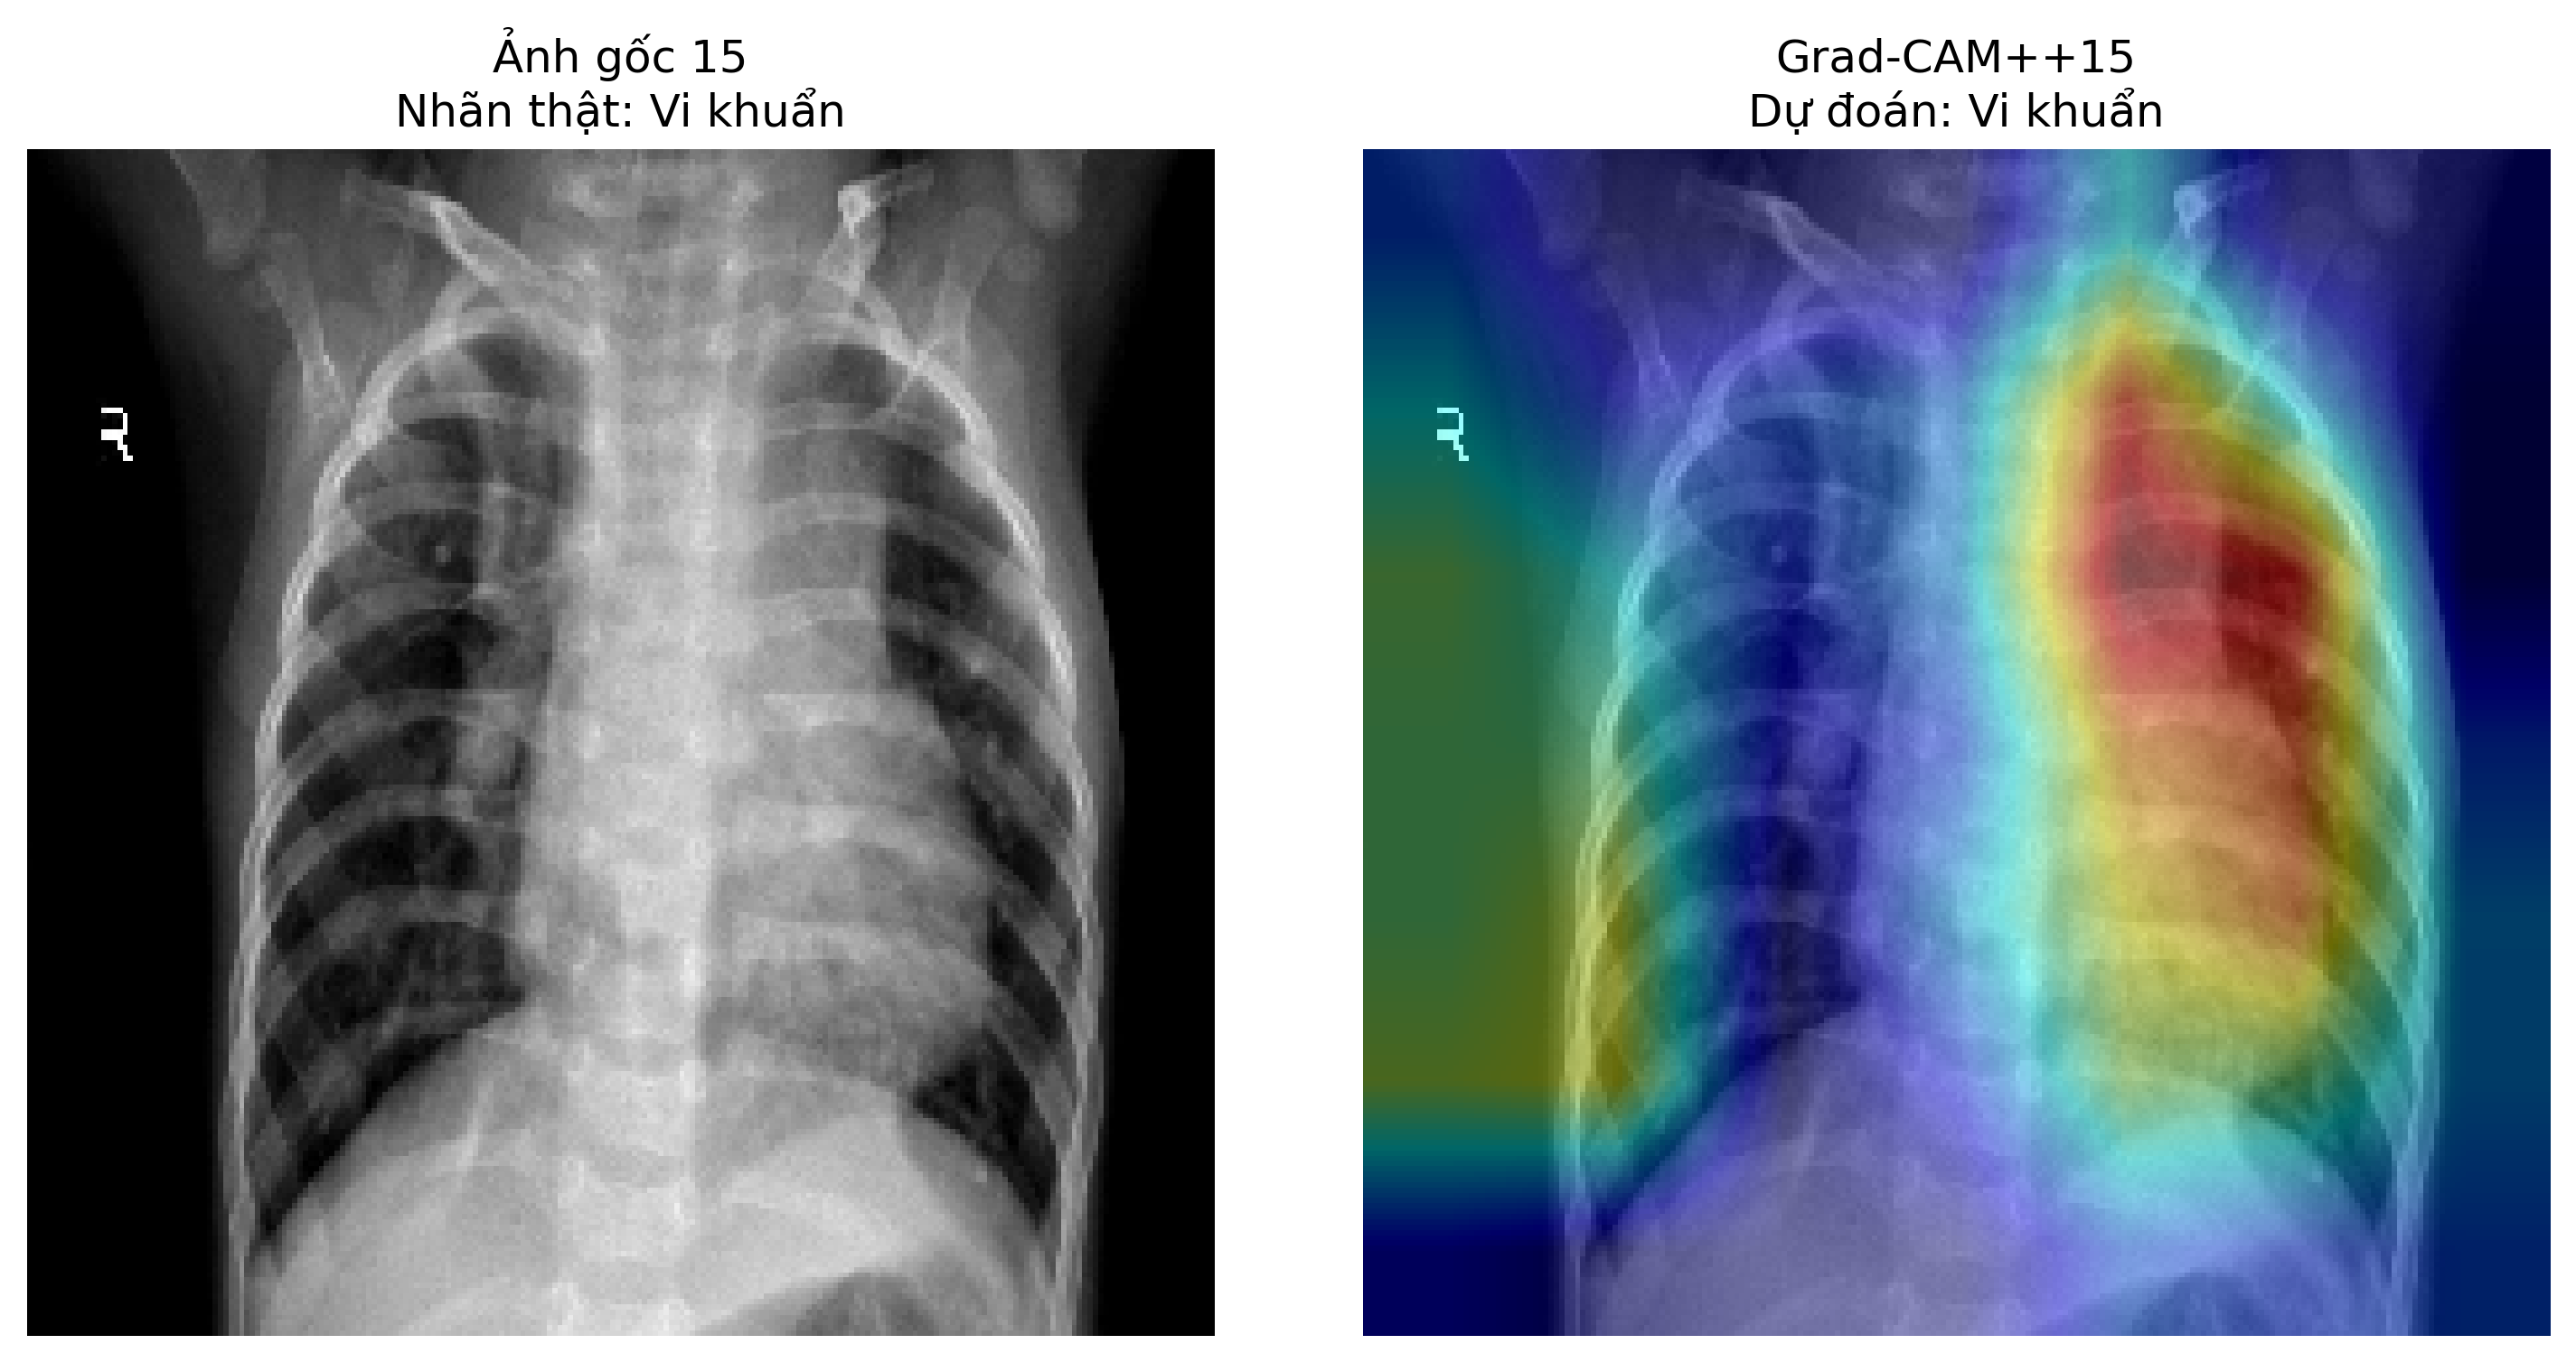 Ảnh gốc 15
Nhãn thật: Vi khuẩn
Grad-CAM++15
Dự đoán: Vi khuẩn
R